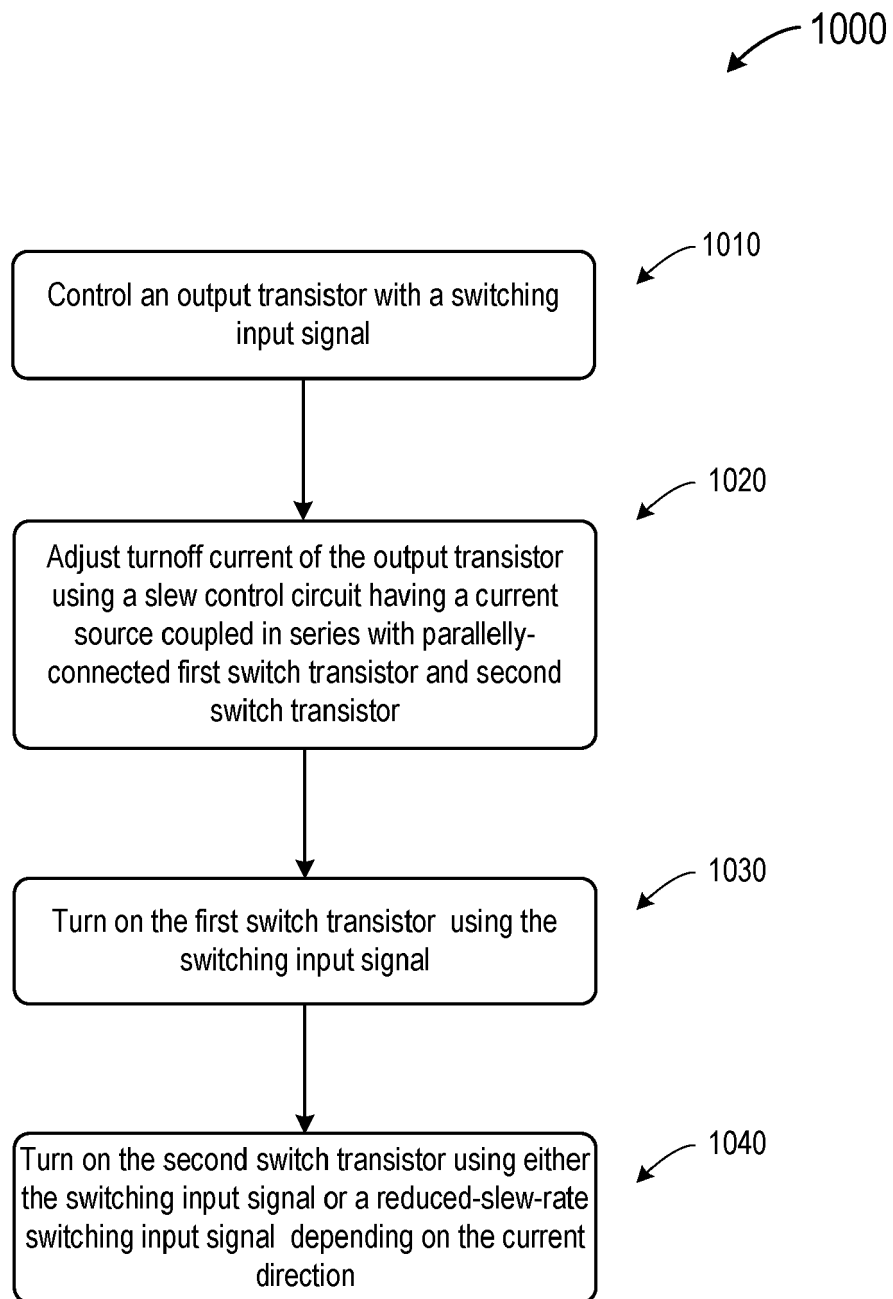 1000
1010
Control an output transistor with a switching
input signal
1020
Adjust turnoff current of the output transistor
using a slew control circuit having a current
source coupled in series with parallelly-
connected first switch transistor and second
switch transistor
1030
Turn on the first switch transistor using the
switching input signal
1040
Turn on the second switch transistor using either
the switching input signal or a reduced-slew-rate
switching input signal depending on the current
direction